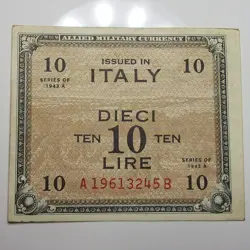 ALLIED MILITARY CURRENCY
10 ISSUED IN 10
ITALY
SERIES OF 1943 A
SERIES OF 1943 A
DIECI
TEN 10 TEN
LIRE
10 10
A 19613245 B